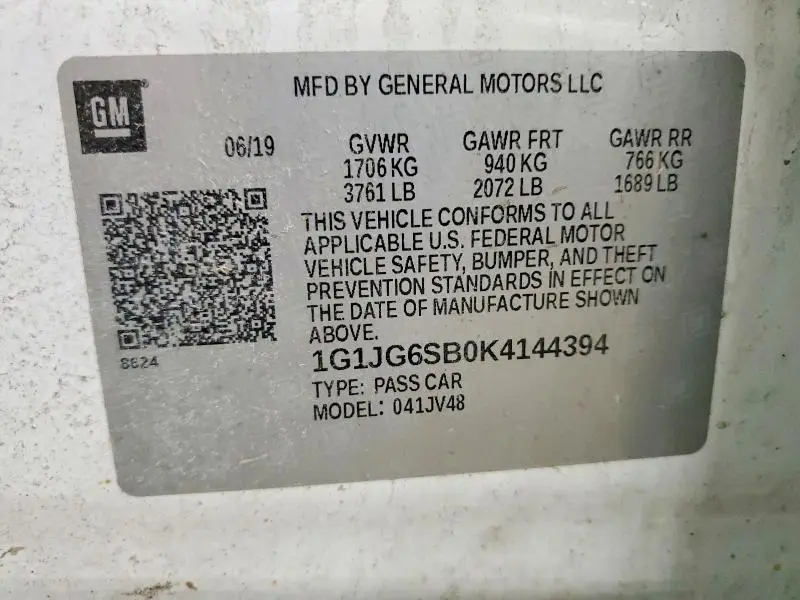 MFD BY GENERAL MOTORS LLC
GM
06/19 GVWR GAWR FRT GAWR RR
1706 KG 940 KG 766 KG
3761 LB 2072 LB 1689 LB
THIS VEHICLE CONFORMS TO ALL
APPLICABLE U.S. FEDERAL MOTOR
VEHICLE SAFETY, BUMPER, AND THEFT
PREVENTION STANDARDS IN EFFECT ON
THE DATE OF MANUFACTURE SHOWN
ABOVE.
8624
1G1JG6SB0K4144394
TYPE: PASS CAR
MODEL: 041JV48